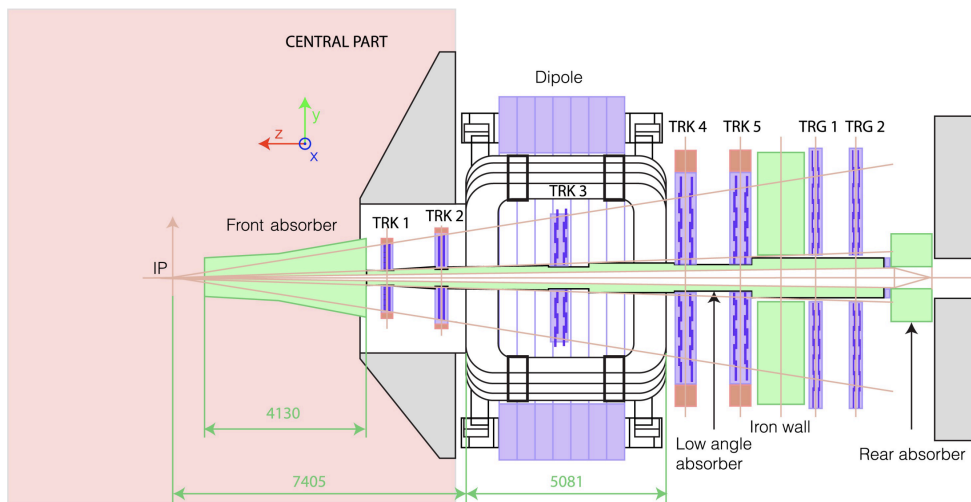 CENTRAL PART
Dipole
y
z
x
TRK 4
TRK 5
TRG 1
TRG 2
TRK 3
TRK 2
TRK 1
Front absorber
IP
4130
Iron wall
Low angle
absorber
Rear absorber
7405
5081